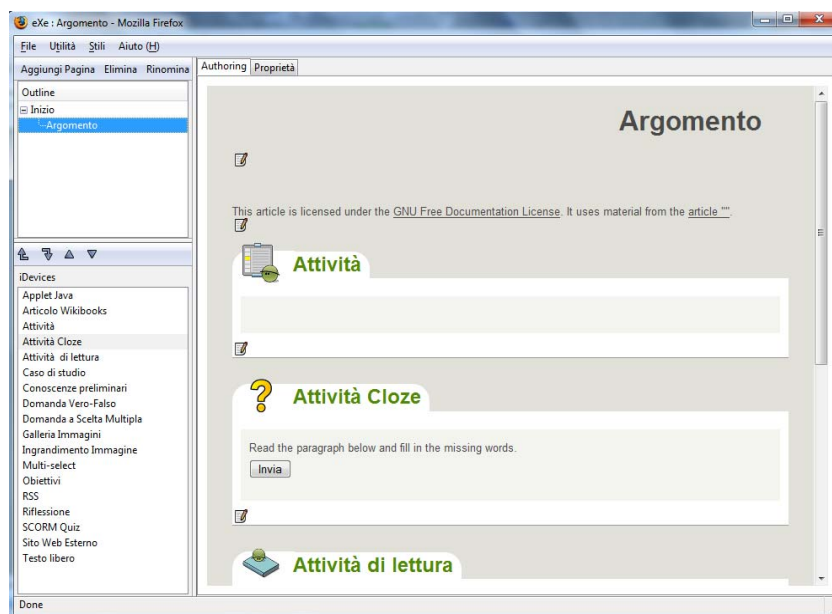 eXe : Argomento - Mozilla Firefox
File Utilità Stili Aiuto (H)
Aggiungi Pagina Elimina Rinomina
Authoring Proprietà
Outline
Inizio
Argomento
iDevices
Applet Java
Articolo Wikibooks
Attività
Attività Cloze
Attività di lettura
Caso di studio
Conoscenze preliminari
Domanda Vero-Falso
Domanda a Scelta Multipla
Galleria Immagini
Ingrandimento Immagine
Multi-select
Obiettivi
RSS
Riflessione
SCORM Quiz
Sito Web Esterno
Testo libero
Argomento
This article is licensed under the GNU Free Documentation License. It uses material from the article "".
Attività
Attività Cloze
Read the paragraph below and fill in the missing words.
Invia
Attività di lettura
Done